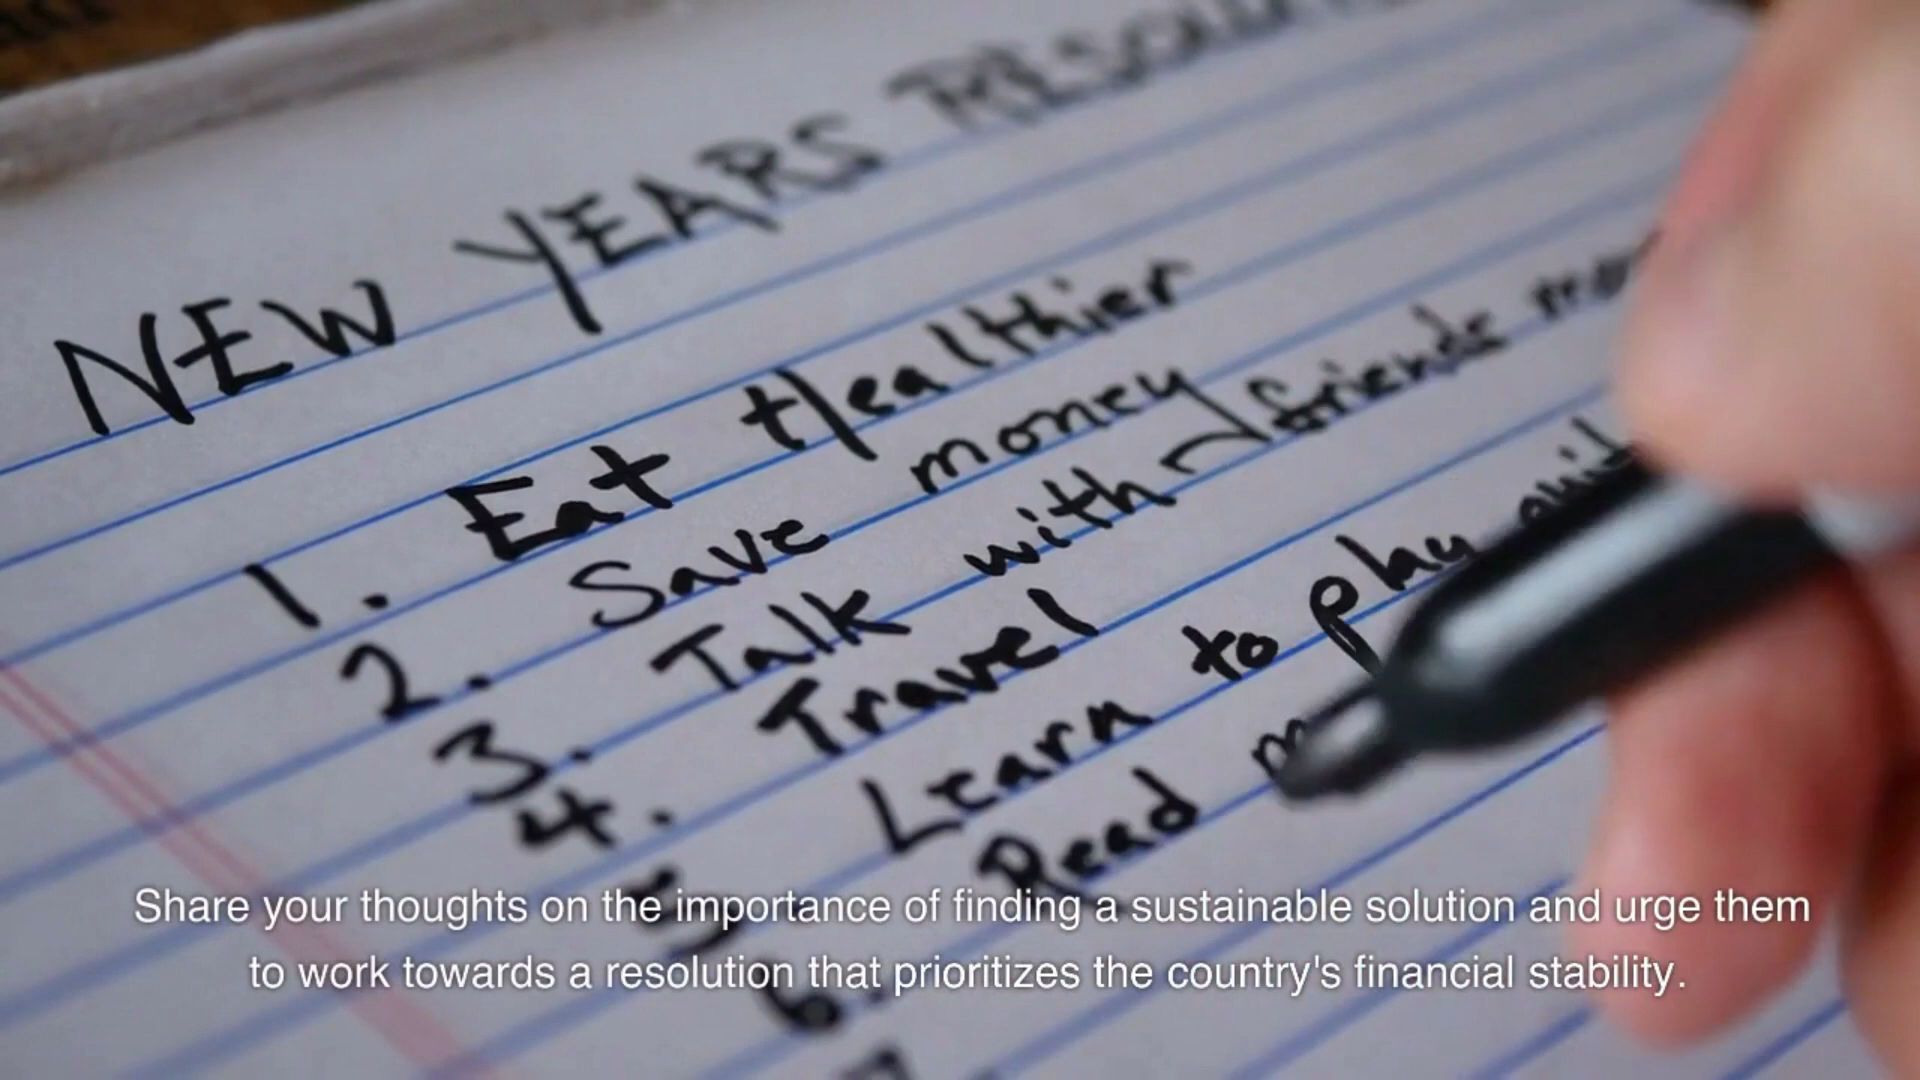 NEW YEARS
1. Eat Healthier
2. Save money
3. Talk with friends
4. Travel
5 Learn to play
6. Read
Share your thoughts on the importance of finding a sustainable solution and urge them
to work towards a resolution that prioritizes the country's financial stability.